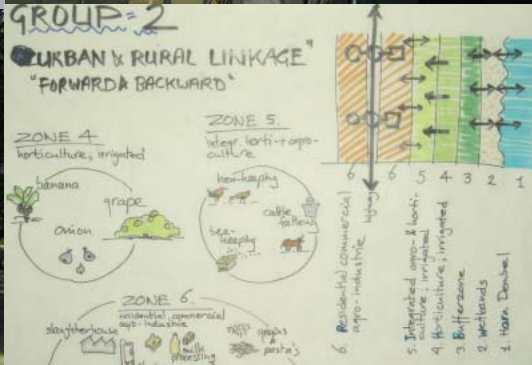 GROUP=2
"URBAN & RURAL LINKAGE"
"FORWARD & BACKWARD"
ZONE 4.
horticulture, irrigated
banana
grape
onion
ZONE 5.
integr. horti- + agro-
culture
hen-keeping
cattle
bee-
keeping
ZONE 6.
residential, commercial
agro-industrie
slaughterhouse
milk
processing
6 6 5 4 3 2 1
6. Residential commercial
agro-industrie
5. Integrated agro- & horti-
culture, irrigated
4. Horticulture, irrigated
3. Bufferzone
2. Wetlands
1.